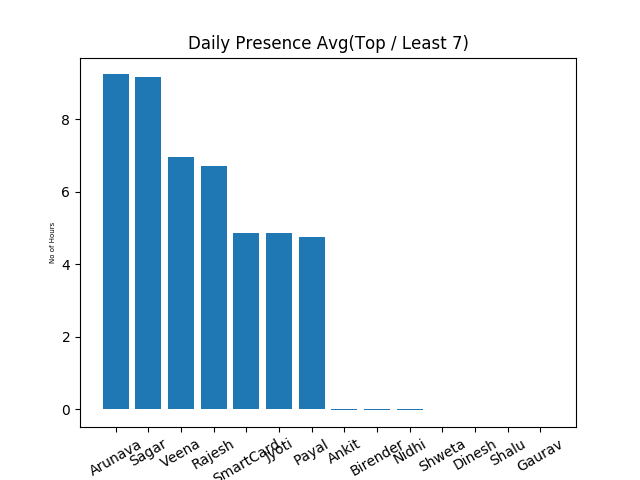 Daily Presence Avg(Top / Least 7)
No of Hours
8
6
4
2
0
Arunava
Sagar
Veena
Rajesh
SmartCard
Jyoti
Payal
Ankit
Birender
Nidhi
Shweta
Dinesh
Shalu
Gaurav